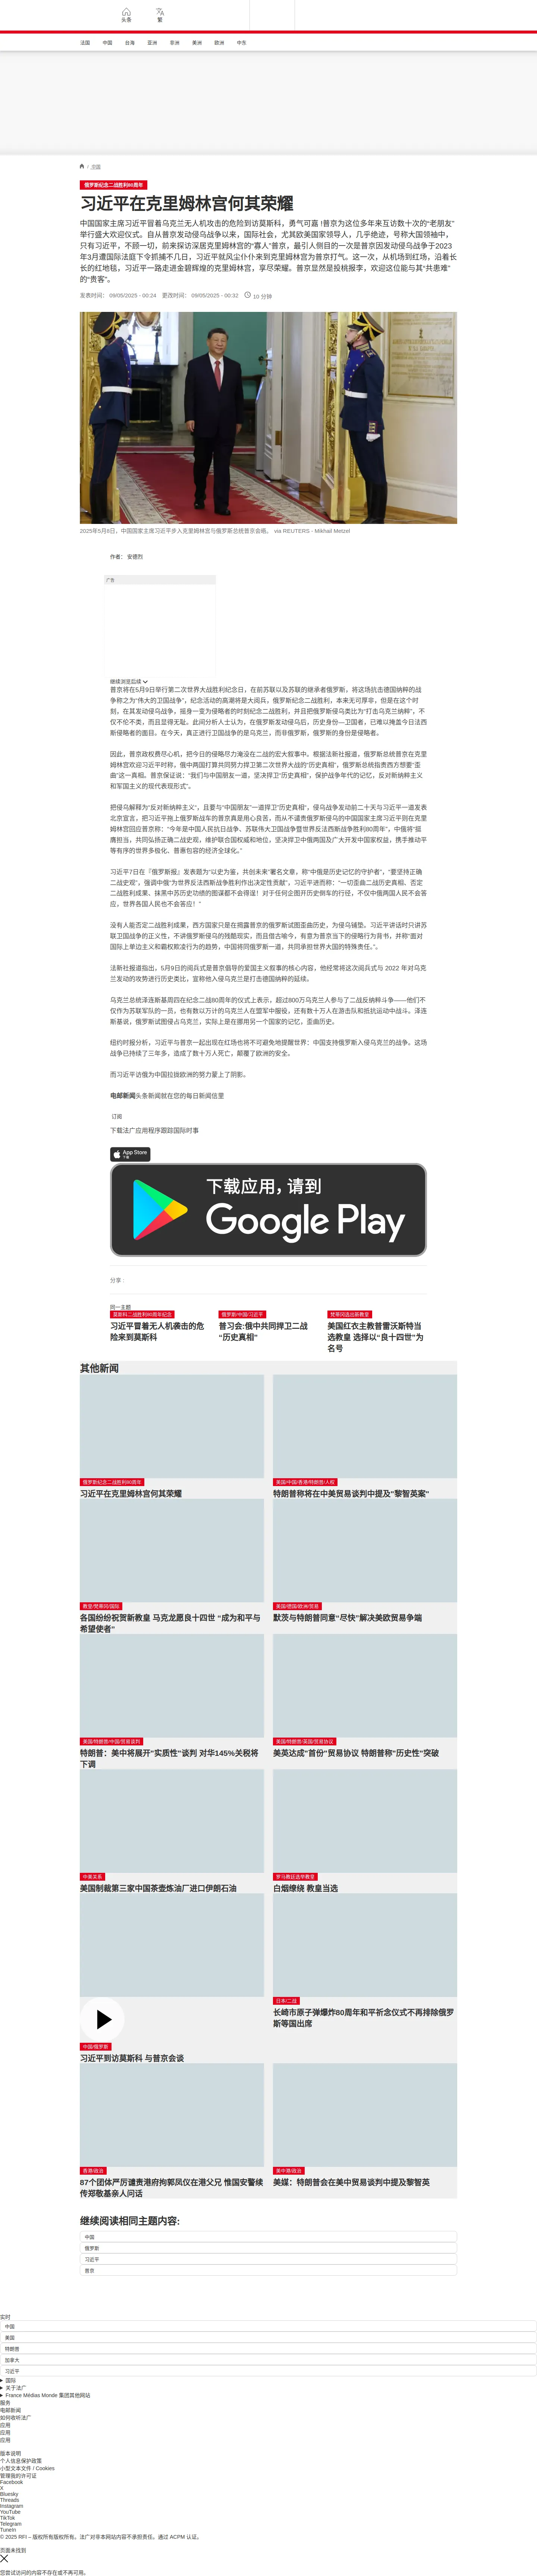 头条
繁
法国
中国
台海
亚洲
非洲
美洲
欧洲
中东
/ 中国
俄罗斯纪念二战胜利80周年
习近平在克里姆林宫何其荣耀
中国国家主席习近平冒着乌克兰无人机攻击的危险到访莫斯科，勇气可嘉 !普京为这位多年来互访数十次的“老朋友”
举行盛大欢迎仪式。自从普京发动侵乌战争以来，国际社会，尤其欧美国家领导人，几乎绝迹，号称大国领袖中，
只有习近平，不顾一切，前来探访深居克里姆林宫的“寡人”普京，最引人侧目的一次是普京因发动侵乌战争于2023
年3月遭国际法庭下令抓捕不几日，习近平就风尘仆仆来到克里姆林宫为普京打气。这一次，从机场到红场，沿着长
长的红地毯，习近平一路走进金碧辉煌的克里姆林宫，享尽荣耀。普京显然是投桃报李，欢迎这位能与其“共患难”
的“贵客”。
发表时间： 09/05/2025 - 00:24 更改时间： 09/05/2025 - 00:32 10 分钟
2025年5月8日，中国国家主席习近平步入克里姆林宫与俄罗斯总统普京会晤。 via REUTERS - Mikhail Metzel
作者： 安德烈
广告
继续浏览后续
普京将在5月9日举行第二次世界大战胜利纪念日，在前苏联以及苏联的继承者俄罗斯，将这场抗击德国纳粹的战
争称之为“伟大的卫国战争”，纪念活动的高潮将是大阅兵，俄罗斯纪念二战胜利，本来无可厚非，但是在这个时
刻，在其发动侵乌战争，摇身一变为侵略者的时刻纪念二战胜利，并且把俄罗斯侵乌类比为“打击乌克兰纳粹”，不
仅不伦不类，而且显得无耻。此间分析人士认为，在俄罗斯发动侵乌后，历史身份―卫国者，已难以掩盖今日法西
斯侵略者的面目。在今天，真正进行卫国战争的是乌克兰，而非俄罗斯，俄罗斯的身份是侵略者。
因此，普京政权费尽心机，把今日的侵略尽力淹没在二战的宏大叙事中。根据法新社报道，俄罗斯总统普京在克里
姆林宫欢迎习近平时称，俄中两国打算共同努力捍卫第二次世界大战的“历史真相”，俄罗斯总统指责西方想要“歪
曲”这一真相。普京保证说：“我们与中国朋友一道，坚决捍卫“历史真相”，保护战争年代的记忆，反对新纳粹主义
和军国主义的现代表现形式”。
把侵乌解释为“反对新纳粹主义”，且要与“中国朋友”一道捍卫“历史真相”，侵乌战争发动前二十天与习近平一道发表
北京宣言，把习近平拖上俄罗斯战车的普京真是用心良苦，而从不谴责俄罗斯侵乌的中国国家主席习近平则在克里
姆林宫回应普京称：“今年是中国人民抗日战争、苏联伟大卫国战争暨世界反法西斯战争胜利80周年”，中俄将“挺
膺担当，共同弘扬正确二战史观，维护联合国权威和地位，坚决捍卫中俄两国及广大开发中国家权益，携手推动平
等有序的世界多极化、普惠包容的经济全球化。”
习近平7日在『俄罗斯报』发表题为“以史为鉴，共创未来”署名文章，称“中俄是历史记忆的守护者”，“要坚持正确
二战史观”，强调中俄“为世界反法西斯战争胜利作出决定性贡献”，习近平进而称：“一切歪曲二战历史真相、否定
二战胜利成果、抹黑中苏历史功绩的图谋都不会得逞！对于任何企图开历史倒车的行径，不仅中俄两国人民不会答
应，世界各国人民也不会答应！”
没有人能否定二战胜利成果，西方国家只是在揭露普京的俄罗斯试图歪曲历史，为侵乌铺垫。习近平讲话时只讲苏
联卫国战争的正义性，不讲俄罗斯侵乌的残酷现实，而且借古喻今，有意为普京当下的侵略行为背书，并称“面对
国际上单边主义和霸权欺凌行为的趋势，中国将同俄罗斯一道，共同承担世界大国的特殊责任。”。
法新社报道指出，5月9日的阅兵式是普京倡导的爱国主义叙事的核心内容，他经常将这次阅兵式与 2022 年对乌克
兰发动的攻势进行历史类比，宣称他入侵乌克兰是打击德国纳粹的延续。
乌克兰总统泽连斯基周四在纪念二战80周年的仪式上表示，超过800万乌克兰人参与了二战反纳粹斗争——他们不
仅作为苏联军队的一员，也有数以万计的乌克兰人在盟军中服役，还有数十万人在游击队和抵抗运动中战斗。泽连
斯基说，俄罗斯试图侵占乌克兰，实际上是在挪用另一个国家的记忆，歪曲历史。
纽约时报分析，习近平与普京一起出现在红场也将不可避免地提醒世界：中国支持俄罗斯入侵乌克兰的战争。这场
战争已持续了三年多，造成了数十万人死亡，颠覆了欧洲的安全。
而习近平访俄为中国拉拢欧洲的努力蒙上了阴影。
电邮新闻头条新闻就在您的每日新闻信里
订阅
下载法广应用程序跟踪国际时事
App Store
下载
下载应用，请到
Google Play
分享 :
同一主题
莫斯科二战胜利80周年纪念
习近平冒着无人机袭击的危
险来到莫斯科
俄罗斯/中国/习近平
普习会:俄中共同捍卫二战
“历史真相”
梵蒂冈选出新教皇
美国红衣主教普雷沃斯特当
选教皇 选择以“良十四世”为
名号
其他新闻
俄罗斯纪念二战胜利80周年
习近平在克里姆林宫何其荣耀
美国/中国/香港/特朗普/人权
特朗普称将在中美贸易谈判中提及"黎智英案"
教皇/梵蒂冈/国际
各国纷纷祝贺新教皇 马克龙愿良十四世 “成为和平与
希望使者”
美国/德国/欧洲/贸易
默茨与特朗普同意"尽快"解决美欧贸易争端
美国/特朗普/中国/贸易谈判
特朗普：美中将展开"实质性"谈判 对华145%关税将
下调
美国/特朗普/英国/贸易协议
美英达成"首份"贸易协议 特朗普称"历史性"突破
中美关系
美国制裁第三家中国茶壶炼油厂进口伊朗石油
罗马教廷选举教皇
白烟缭绕 教皇当选
中国/俄罗斯
习近平到访莫斯科 与普京会谈
日本/二战
长崎市原子弹爆炸80周年和平祈念仪式不再排除俄罗
斯等国出席
香港/政治
87个团体严厉谴责港府拘郭凤仪在港父兄 惟国安警续
传郑敬基亲人问话
美中港/政治
美媒：特朗普会在美中贸易谈判中提及黎智英
继续阅读相同主题内容:
中国
俄罗斯
习近平
普京
实时
中国
美国
特朗普
加拿大
习近平
国际
关于法广
France Médias Monde 集团其他网站
服务
电邮新闻
如何收听法广
应用
应用
应用
版本说明
个人信息保护政策
小型文本文件 / Cookies
管理我的许可证
Facebook
X
Bluesky
Threads
Instagram
YouTube
TikTok
Telegram
TuneIn
© 2025 RFI – 版权所有版权所有。法广对非本网站内容不承担责任。通过 ACPM 认证。
页面未找到
您尝试访问的内容不存在或不再可用。